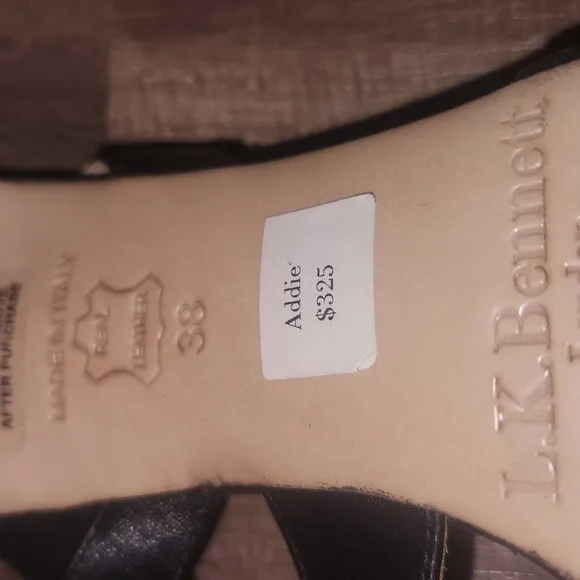 L.K.Bennett
Addie
$325
38
REAL
LEATHER
MADE IN ITALY
AFTER PURCHASE